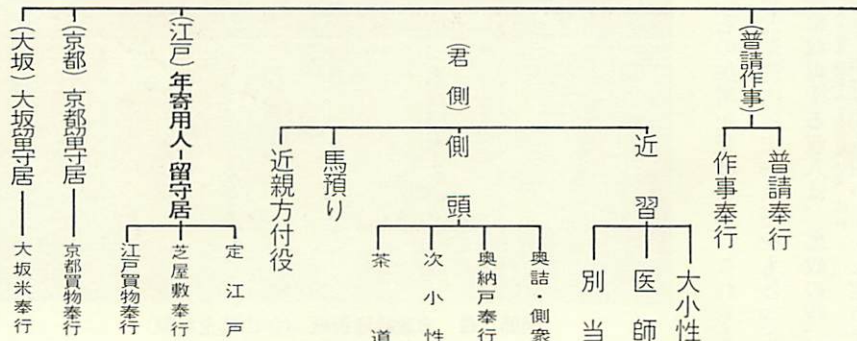 (普請作事)
普請奉行
作事奉行
(君側)
近習
大小性
医師
別当
側頭
奥詰・側衆
奥納戸奉行
次小性
茶道
馬預り
近親方付役
(江戸)年寄用人-留守居
定江戸
芝屋敷奉行
江戸買物奉行
(京都)京都留守居
京都買物奉行
(大坂)大坂留守居
大坂米奉行